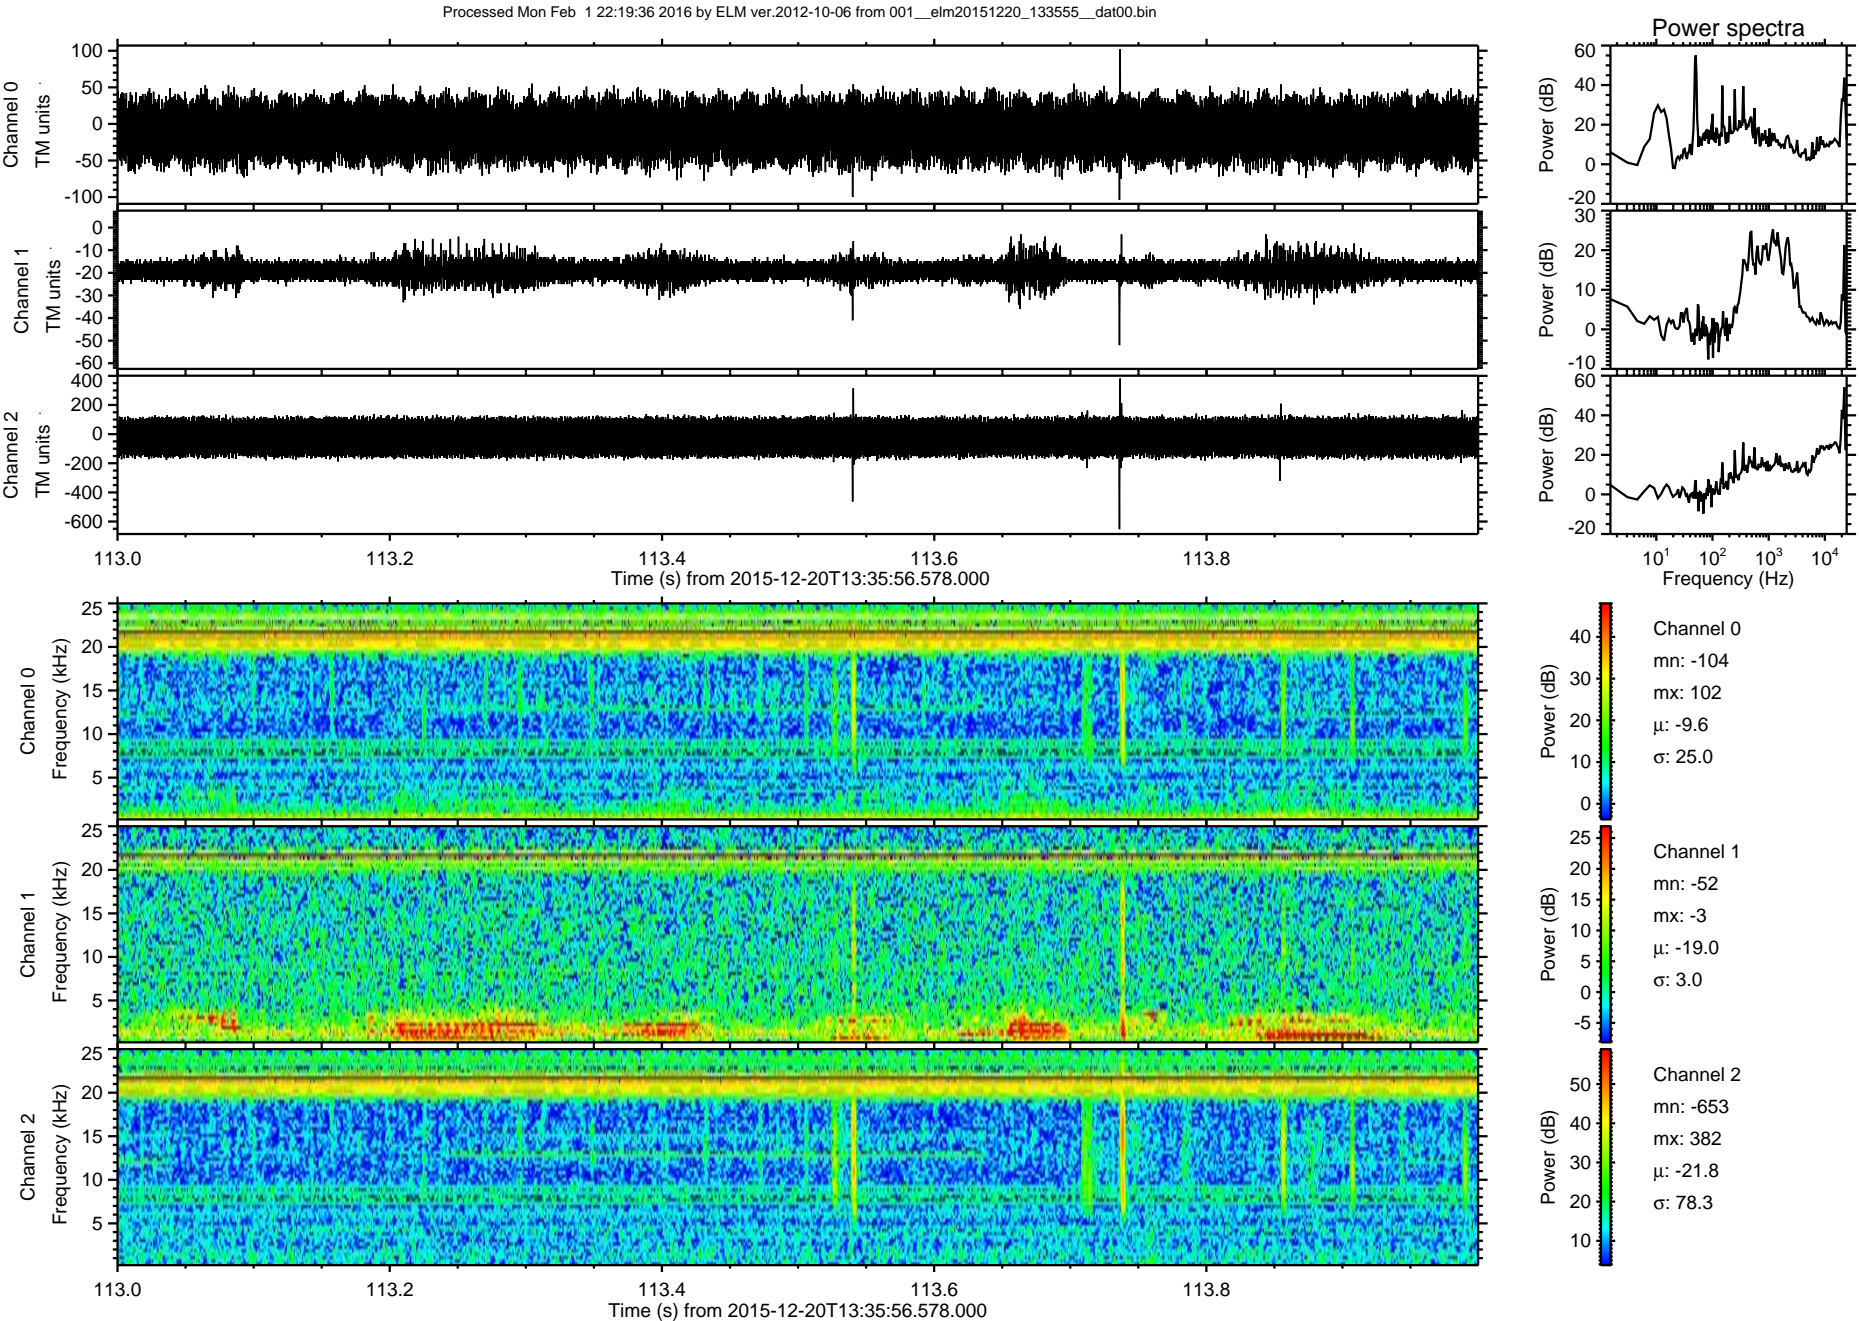 Processed Mon Feb  1 22:19:36 2016 by ELM ver.2012-10-06 from 001__elm20151220_133555__dat00.bin
Power spectra
Channel 0
TM units
100
50
0
-50
-100
Power (dB)
60
40
20
0
-20
Channel 1
TM units
0
-10
-20
-30
-40
-50
-60
Power (dB)
30
20
10
0
-10
Channel 2
TM units
400
200
0
-200
-400
-600
Power (dB)
60
40
20
0
-20
113.0 113.2 113.4 113.6 113.8
Time (s) from 2015-12-20T13:35:56.578.000
10¹ 10² 10³ 10⁴
Frequency (Hz)
Channel 0
Frequency (kHz)
25
20
15
10
5
Power (dB)
40
30
20
10
0
Channel 0
mn: -104
mx: 102
μ: -9.6
σ: 25.0
Channel 1
Frequency (kHz)
25
20
15
10
5
Power (dB)
25
20
15
10
5
0
-5
Channel 1
mn: -52
mx: -3
μ: -19.0
σ: 3.0
Channel 2
Frequency (kHz)
25
20
15
10
5
Power (dB)
50
40
30
20
10
Channel 2
mn: -653
mx: 382
μ: -21.8
σ: 78.3
113.0 113.2 113.4 113.6 113.8
Time (s) from 2015-12-20T13:35:56.578.000